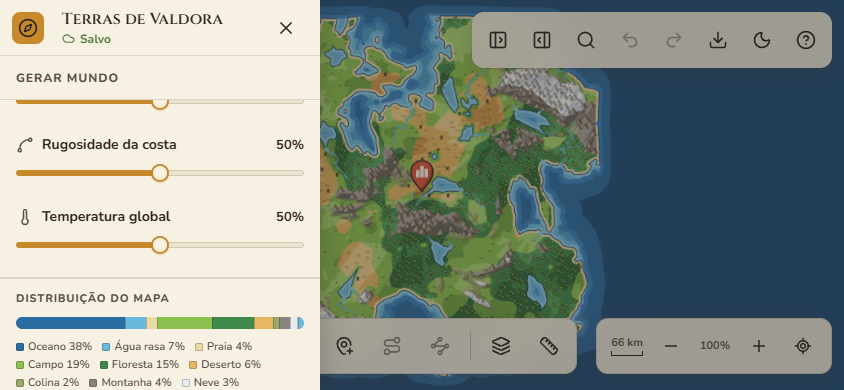 Terras de Valdora
Salvo
GERAR MUNDO
Rugosidade da costa 50%
Temperatura global 50%
DISTRIBUIÇÃO DO MAPA
Oceano 38% Água rasa 7% Praia 4%
Campo 19% Floresta 15% Deserto 6%
Colina 2% Montanha 4% Neve 3%
66 km 100%